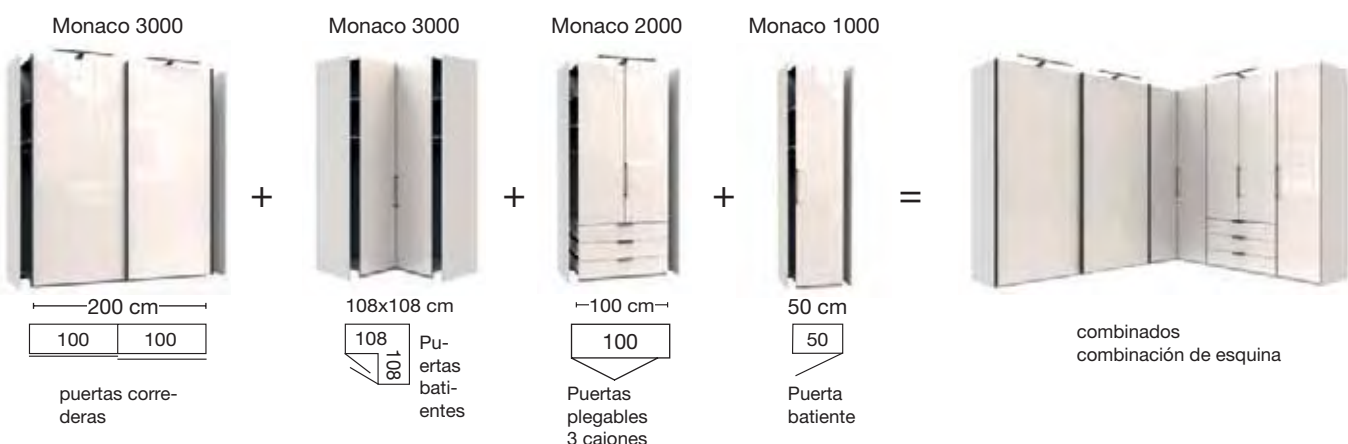 Monaco 3000
Monaco 3000
Monaco 2000
Monaco 1000
+
+
+
=
200 cm
108x108 cm
100 cm
50 cm
100
100
108
108
100
50
puertas corre-
deras
Pu-
ertas
bati-
entes
Puertas
plegables
3 cajones
Puerta
batiente
combinados
combinación de esquina